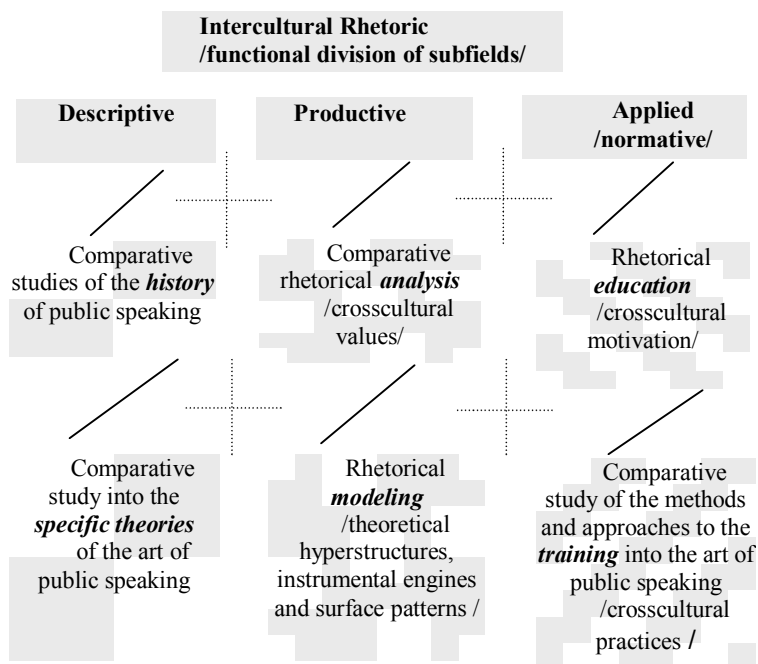 Intercultural Rhetoric
/functional division of subfields/
Descriptive
Productive
Applied
/normative/
Comparative
studies of the history
of public speaking
Comparative
rhetorical analysis
/crosscultural
values/
Rhetorical
education
/crosscultural
motivation/
Comparative
study into the
specific theories
of the art of
public speaking
Rhetorical
modeling
/theoretical
hyperstructures,
instrumental engines
and surface patterns /
Comparative
study of the methods
and approaches to the
training into the art of
public speaking
/crosscultural
practices /